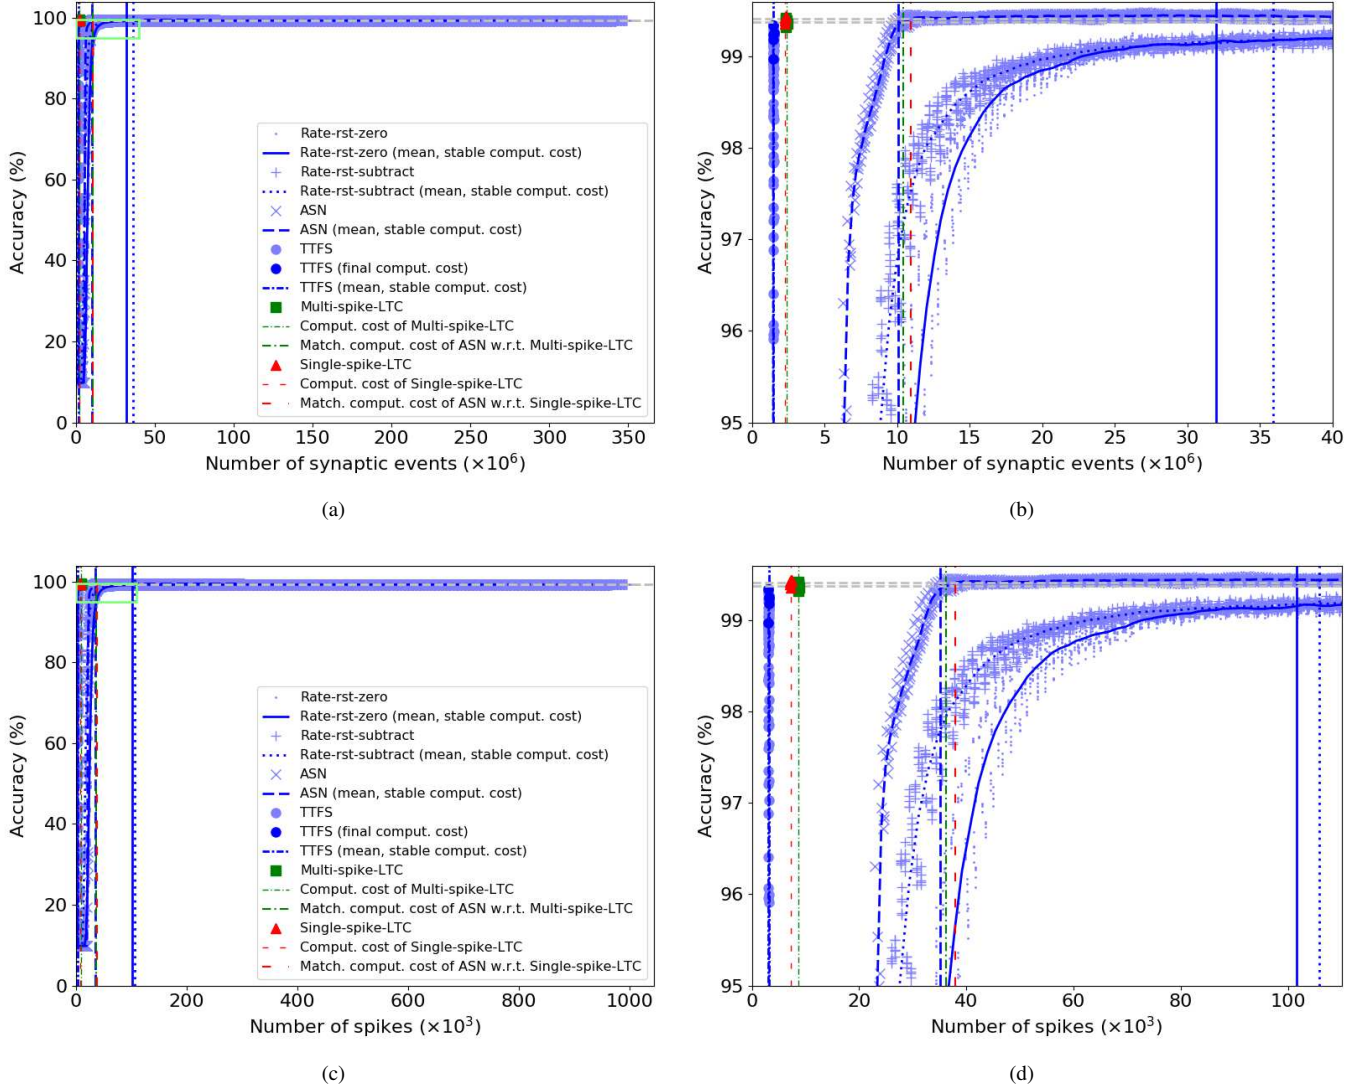 100
80
60
40
20
0
Accuracy (%)
Rate-rst-zero
Rate-rst-zero (mean, stable comput. cost)
Rate-rst-subtract
Rate-rst-subtract (mean, stable comput. cost)
ASN
ASN (mean, stable comput. cost)
TTFS
TTFS (final comput. cost)
TTFS (mean, stable comput. cost)
Multi-spike-LTC
Comput. cost of Multi-spike-LTC
Match. comput. cost of ASN w.r.t. Multi-spike-LTC
Single-spike-LTC
Comput. cost of Single-spike-LTC
Match. comput. cost of ASN w.r.t. Single-spike-LTC
0 50 100 150 200 250 300 350
Number of synaptic events (×10⁶)
(a)
99
98
97
96
95
Accuracy (%)
0 5 10 15 20 25 30 35 40
Number of synaptic events (×10⁶)
(b)
100
80
60
40
20
0
Accuracy (%)
Rate-rst-zero
Rate-rst-zero (mean, stable comput. cost)
Rate-rst-subtract
Rate-rst-subtract (mean, stable comput. cost)
ASN
ASN (mean, stable comput. cost)
TTFS
TTFS (final comput. cost)
TTFS (mean, stable comput. cost)
Multi-spike-LTC
Comput. cost of Multi-spike-LTC
Match. comput. cost of ASN w.r.t. Multi-spike-LTC
Single-spike-LTC
Comput. cost of Single-spike-LTC
Match. comput. cost of ASN w.r.t. Single-spike-LTC
0 200 400 600 800 1000
Number of spikes (×10³)
(c)
99
98
97
96
95
Accuracy (%)
0 20 40 60 80 100
Number of spikes (×10³)
(d)